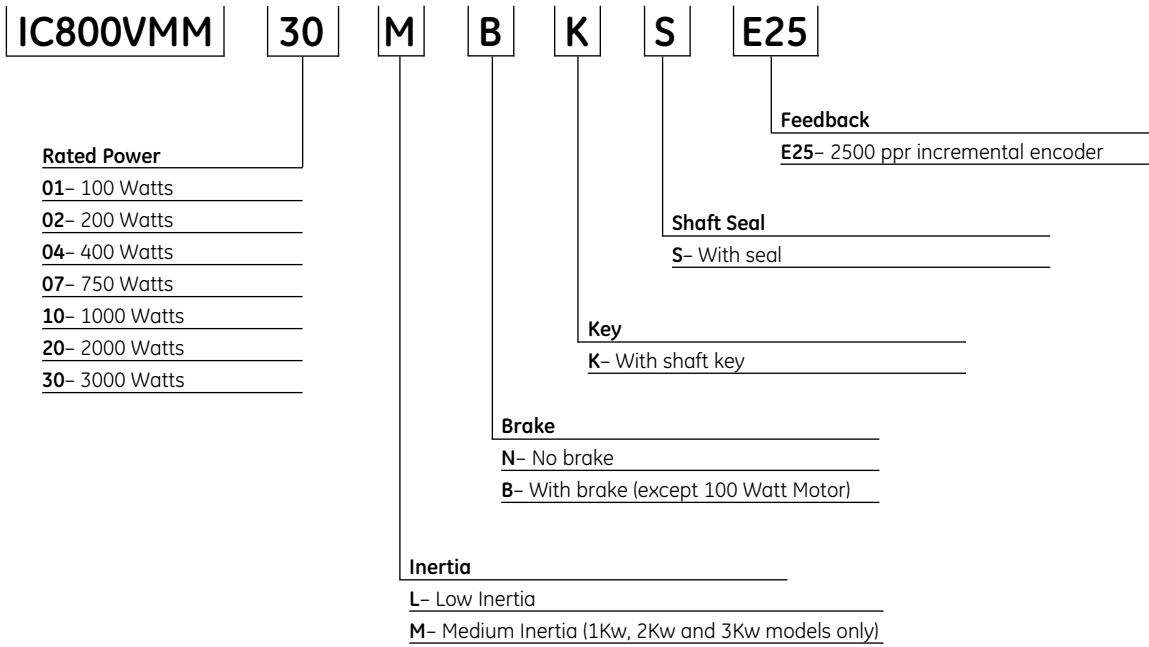 IC800VMM 30 M B K S E25
Feedback
E25– 2500 ppr incremental encoder
Rated Power
01– 100 Watts
02– 200 Watts
04– 400 Watts
07– 750 Watts
10– 1000 Watts
20– 2000 Watts
30– 3000 Watts
Shaft Seal
S– With seal
Key
K– With shaft key
Brake
N– No brake
B– With brake (except 100 Watt Motor)
Inertia
L– Low Inertia
M– Medium Inertia (1Kw, 2Kw and 3Kw models only)